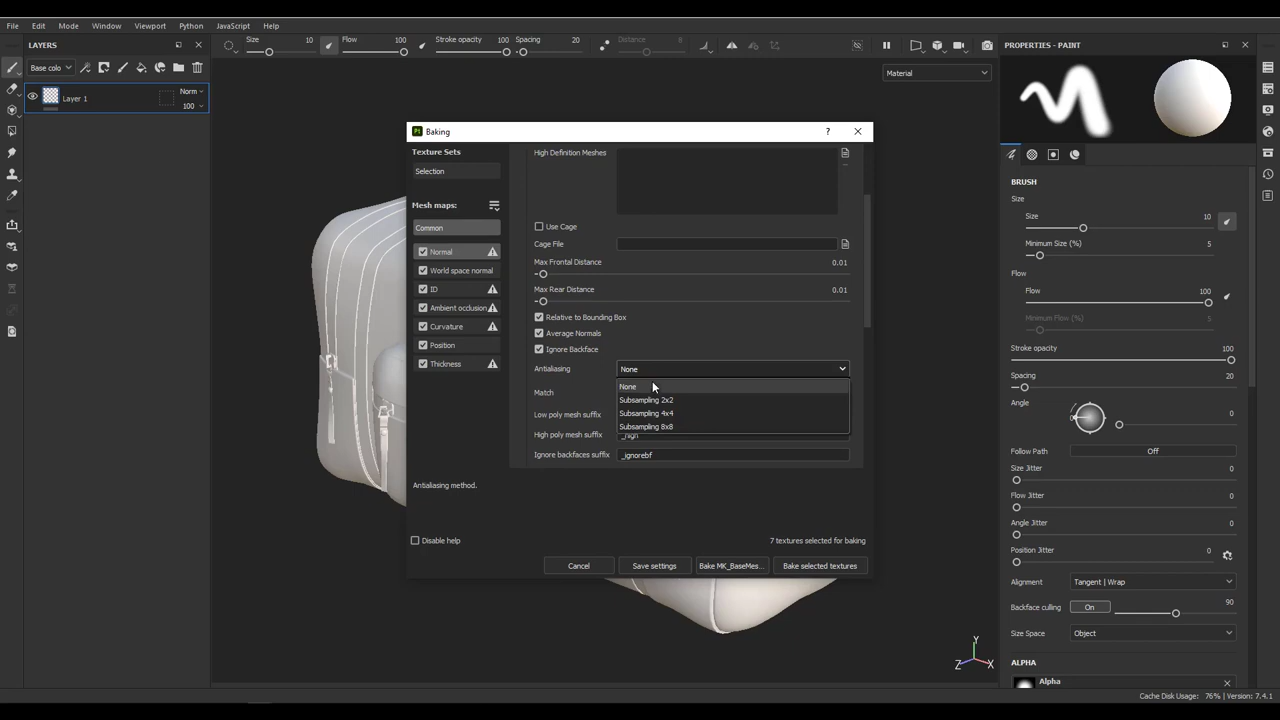 File Edit Mode Window Viewport Python JavaScript Help
LAYERS
Size 10 Flow 100 Stroke opacity 100 Spacing 20 Distance 8
PROPERTIES - PAINT
Base colo
Norm
Layer 1
100
Material
Pt Baking ?
Texture Sets
Selection
Mesh maps:
Common
Normal
World space normal
ID
Ambient occlusion
Curvature
Position
Thickness
High Definition Meshes
Use Cage
Cage File
Max Frontal Distance 0.01
Max Rear Distance 0.01
Relative to Bounding Box
Average Normals
Ignore Backface
Antialiasing None
None
Subsampling 2x2
Subsampling 4x4
Subsampling 8x8
Match
Low poly mesh suffix
High poly mesh suffix _high
Ignore backfaces suffix _ignorebf
Antialiasing method.
Disable help
7 textures selected for baking
Cancel Save settings Bake MK_BaseMes... Bake selected textures
BRUSH
Size
Size 10
Minimum Size (%) 5
Flow
Flow 100
Minimum Flow (%) 5
Stroke opacity 100
Spacing 20
Angle
Angle 0
Follow Path Off
Size Jitter 0
Flow Jitter 0
Angle Jitter 0
Position Jitter 0
Alignment Tangent | Wrap
Backface culling On 90
Size Space Object
ALPHA
Alpha
Y
Z X
Cache Disk Usage: 76% | Version: 7.4.1